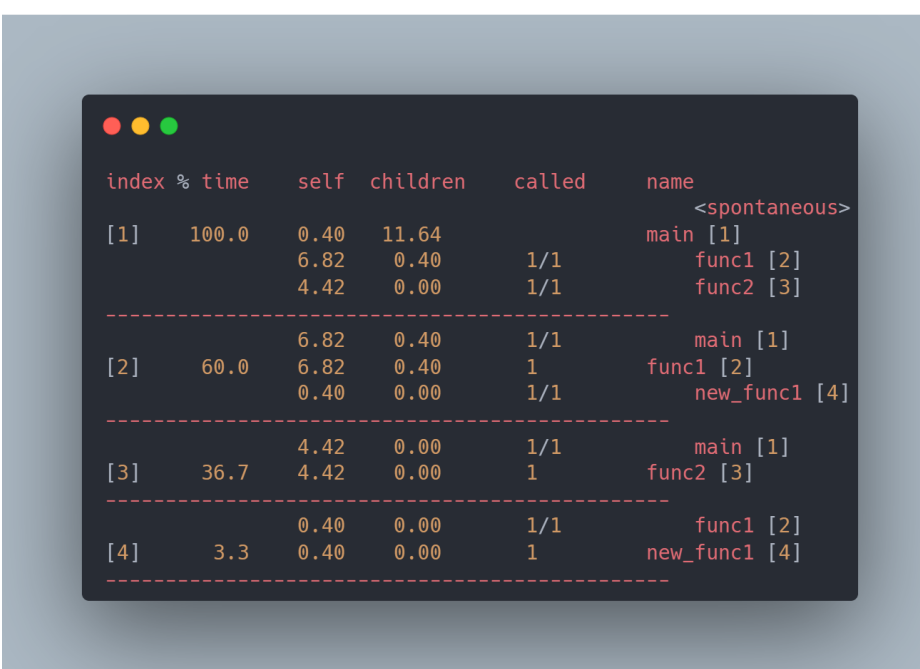 index % time    self  children    called     name
                                                 <spontaneous>
[1]    100.0    0.40   11.64                 main [1]
                6.82    0.40       1/1           func1 [2]
                4.42    0.00       1/1           func2 [3]
-----------------------------------------------
                6.82    0.40       1/1           main [1]
[2]     60.0    6.82    0.40       1         func1 [2]
                0.40    0.00       1/1           new_func1 [4]
-----------------------------------------------
                4.42    0.00       1/1           main [1]
[3]     36.7    4.42    0.00       1         func2 [3]
-----------------------------------------------
                0.40    0.00       1/1           func1 [2]
[4]      3.3    0.40    0.00       1         new_func1 [4]
-----------------------------------------------